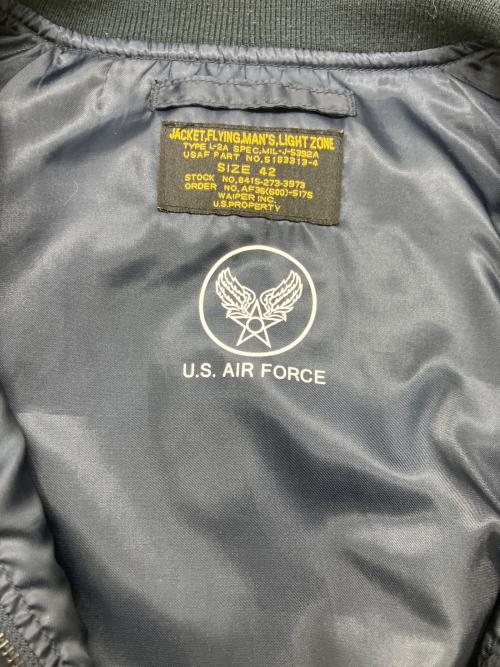 JACKET,FLYING,MAN'S,LIGHT ZONE
TYPE L-2A SPEC,MIL-J-5392A
USAF PART NO,5183313-4
SIZE 42
STOCK NO,8415-273-3973
ORDER NO,AF36(600)-5175
WAIPER INC.
U.S.PROPERTY
U.S. AIR FORCE